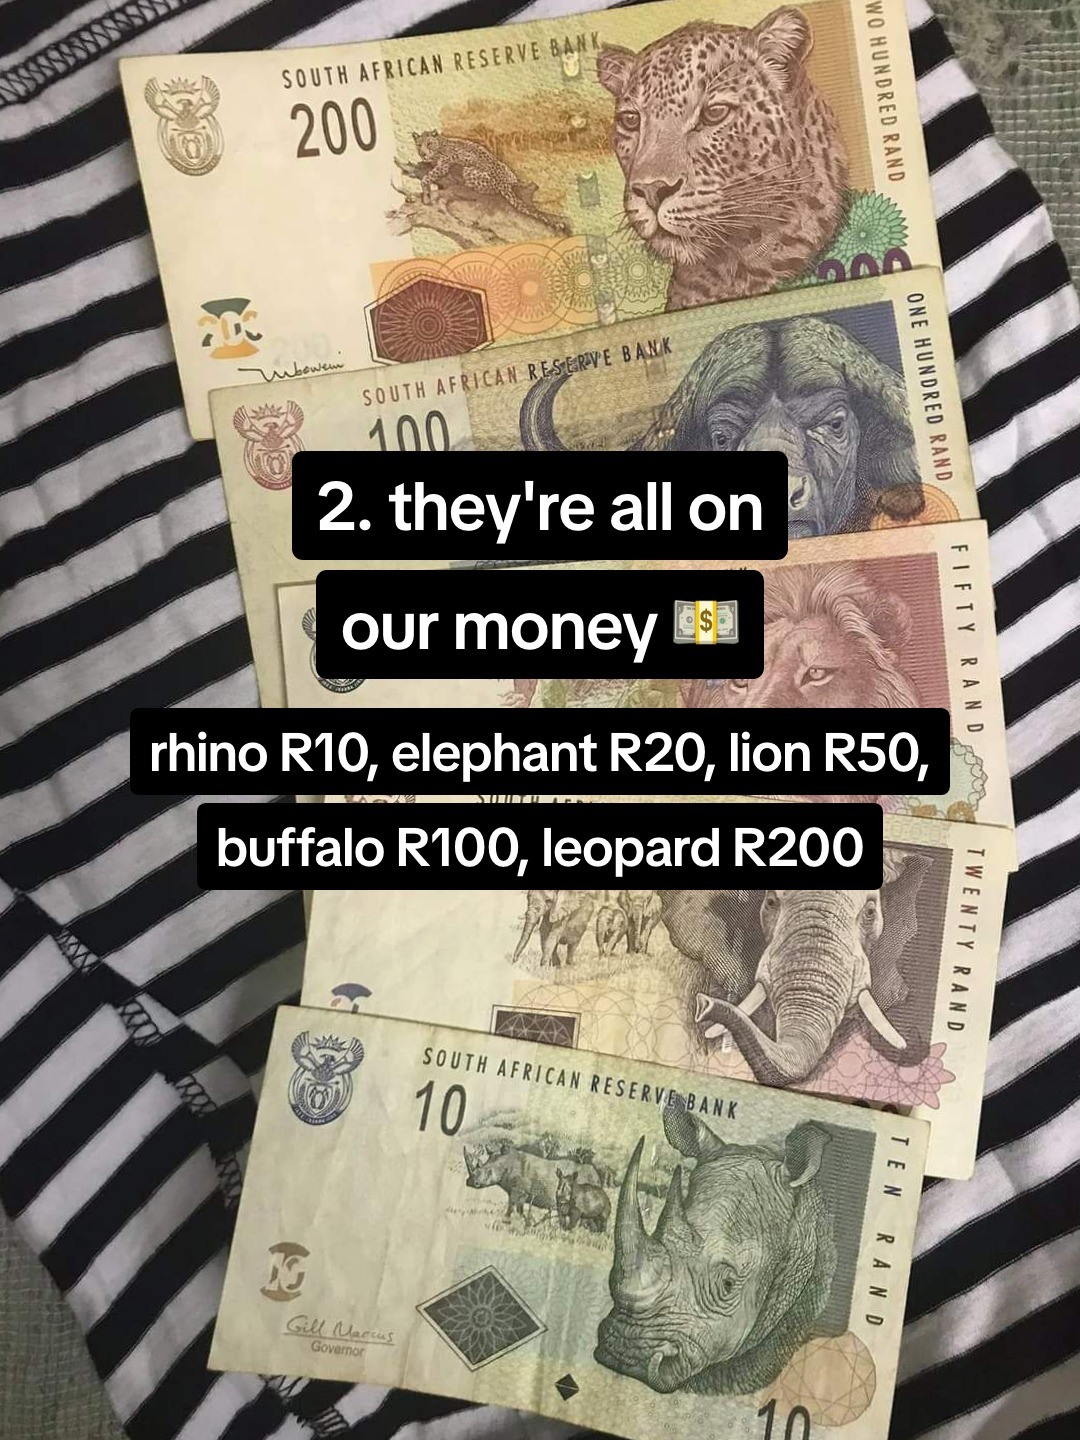 SOUTH AFRICAN RESERVE BANK
200
TWO HUNDRED RAND
200
SOUTH AFRICAN RESERVE BANK
100
ONE HUNDRED RAND
2. they're all on
our money 💵
FIFTY RAND
rhino R10, elephant R20, lion R50,
buffalo R100, leopard R200
TWENTY RAND
SOUTH AFRICAN RESERVE BANK
10
TEN RAND
Gill Marcus
Governor
10